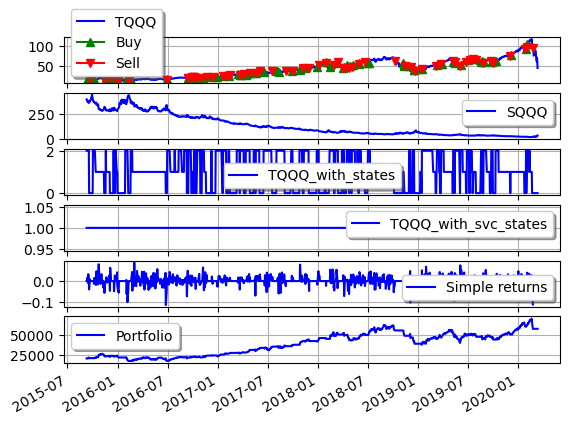 TQQQ
Buy
Sell
100
50
SQQQ
250
0
TQQQ_with_states
2
0
TQQQ_with_svc_states
1.05
1.00
0.95
Simple returns
0.0
−0.1
Portfolio
50000
25000
2015-07
2016-01
2016-07
2017-01
2017-07
2018-01
2018-07
2019-01
2019-07
2020-01